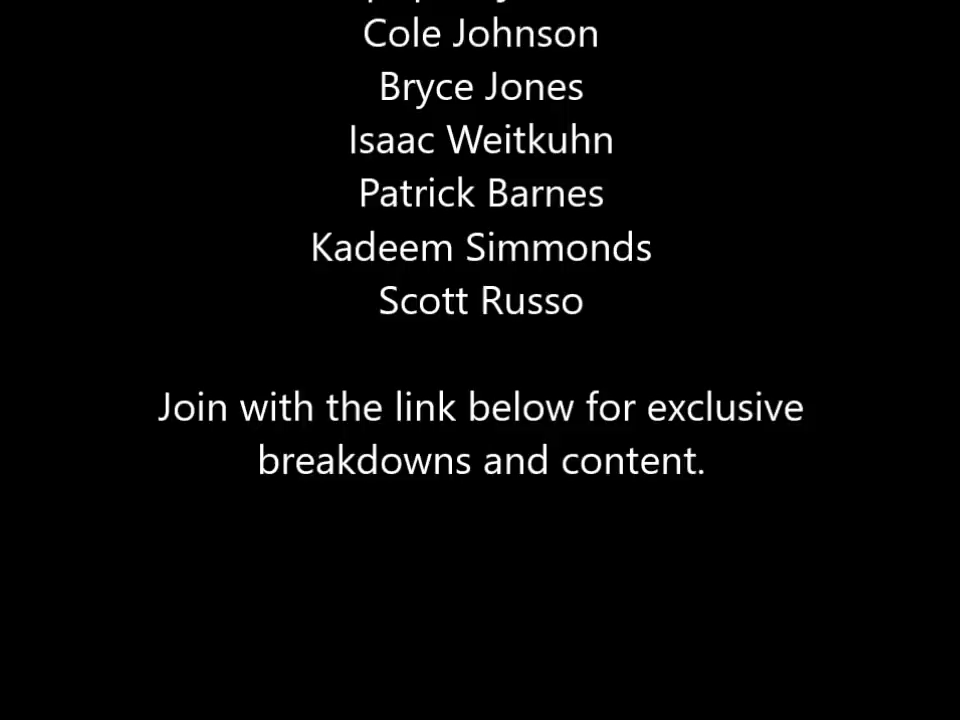 Cole Johnson
Bryce Jones
Isaac Weitkuhn
Patrick Barnes
Kadeem Simmonds
Scott Russo
Join with the link below for exclusive
breakdowns and content.